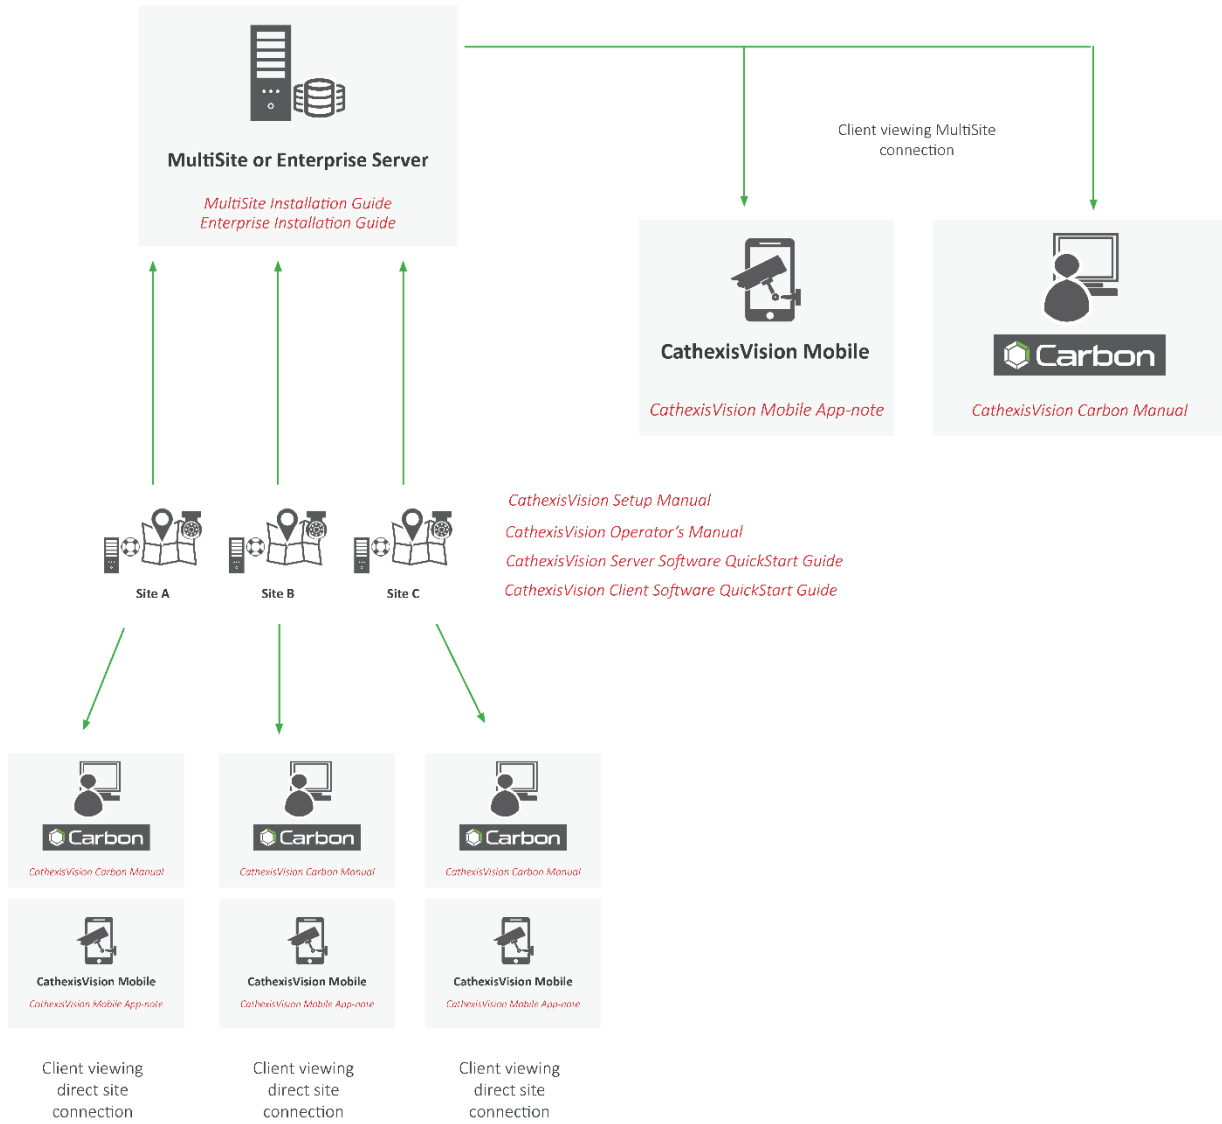 MultiSite or Enterprise Server
MultiSite Installation Guide
Enterprise Installation Guide
Client viewing MultiSite
connection
CathexisVision Mobile
CathexisVision Mobile App-note
Carbon
CathexisVision Carbon Manual
Site A
Site B
Site C
CathexisVision Setup Manual
CathexisVision Operator's Manual
CathexisVision Server Software QuickStart Guide
CathexisVision Client Software QuickStart Guide
Carbon
CathexisVision Carbon Manual
CathexisVision Mobile
CathexisVision Mobile App-note
Client viewing
direct site
connection
Carbon
CathexisVision Carbon Manual
CathexisVision Mobile
CathexisVision Mobile App-note
Client viewing
direct site
connection
Carbon
CathexisVision Carbon Manual
CathexisVision Mobile
CathexisVision Mobile App-note
Client viewing
direct site
connection